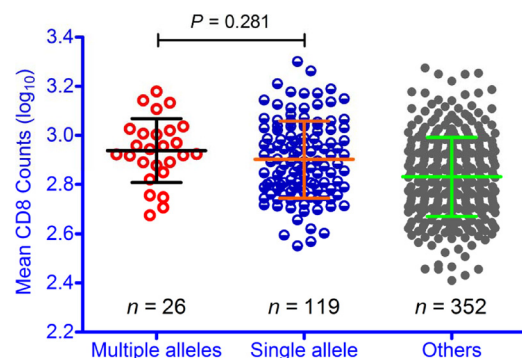 P = 0.281
Mean CD8 Counts (log₁₀)
3.4
3.2
3.0
2.8
2.6
2.4
2.2
n = 26
n = 119
n = 352
Multiple alleles
Single allele
Others